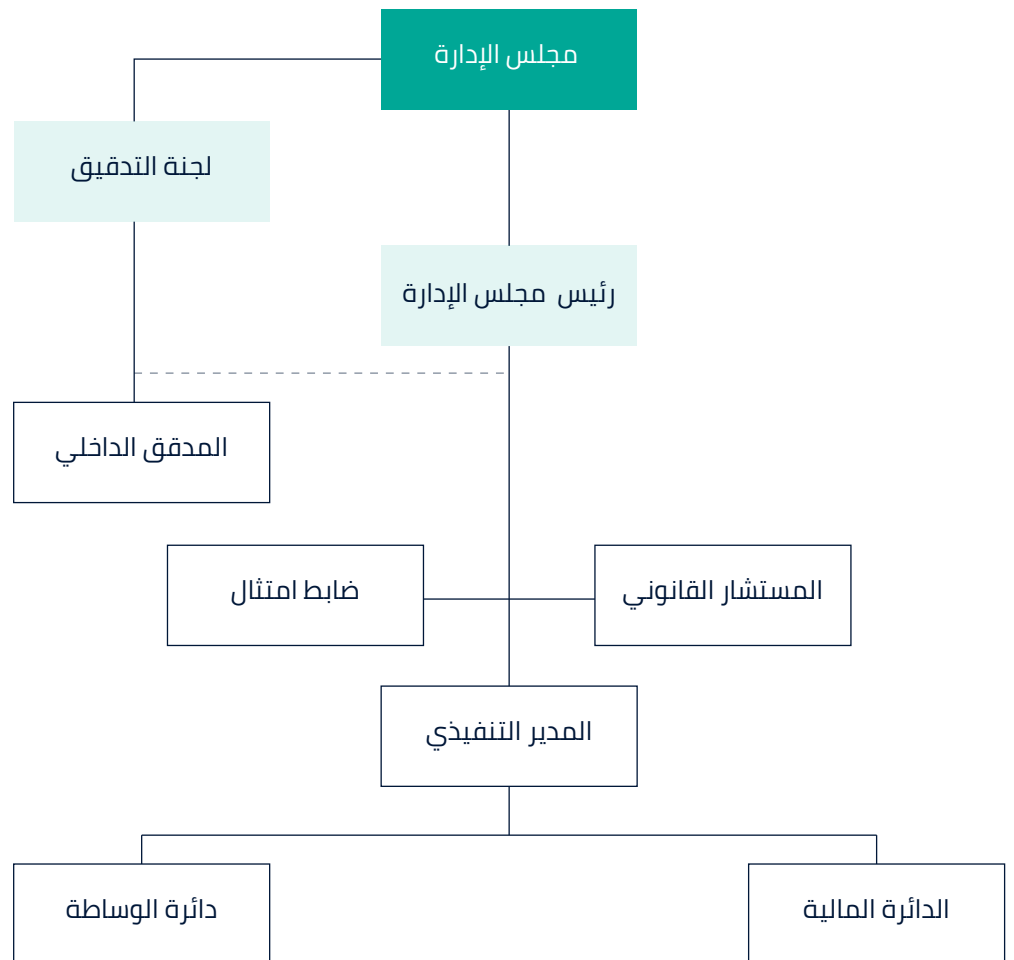 مجلس الإدارة
لجنة التدقيق
رئيس مجلس الإدارة
المدقق الداخلي
المستشار القانوني
ضابط امتثال
المدير التنفيذي
الدائرة المالية
دائرة الوساطة